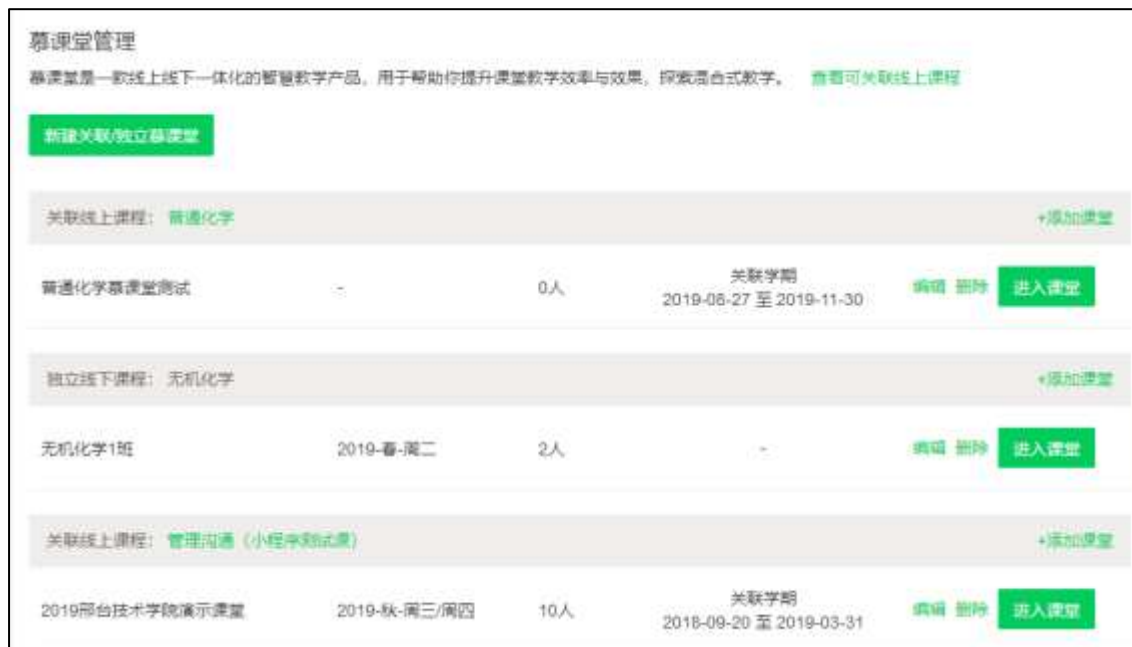 慕课堂管理
慕课堂是一款线上线下一体化的智慧教学产品，用于帮助你提升课堂教学效率与效果，探索混合式教学。 查看可关联线上课程
新建关联/独立慕课堂
关联线上课程： 普通化学 +添加课堂
普通化学慕课堂测试 - 0人 关联学期 编辑 删除 进入课堂
2019-08-27 至 2019-11-30
独立线下课程： 无机化学 +添加课堂
无机化学1班 2019-春-周二 2人 - 编辑 删除 进入课堂
关联线上课程： 管理沟通（小程序测试课） +添加课堂
2019邢台技术学院演示课堂 2019-秋-周三/周四 10人 关联学期 编辑 删除 进入课堂
2018-09-20 至 2019-03-31